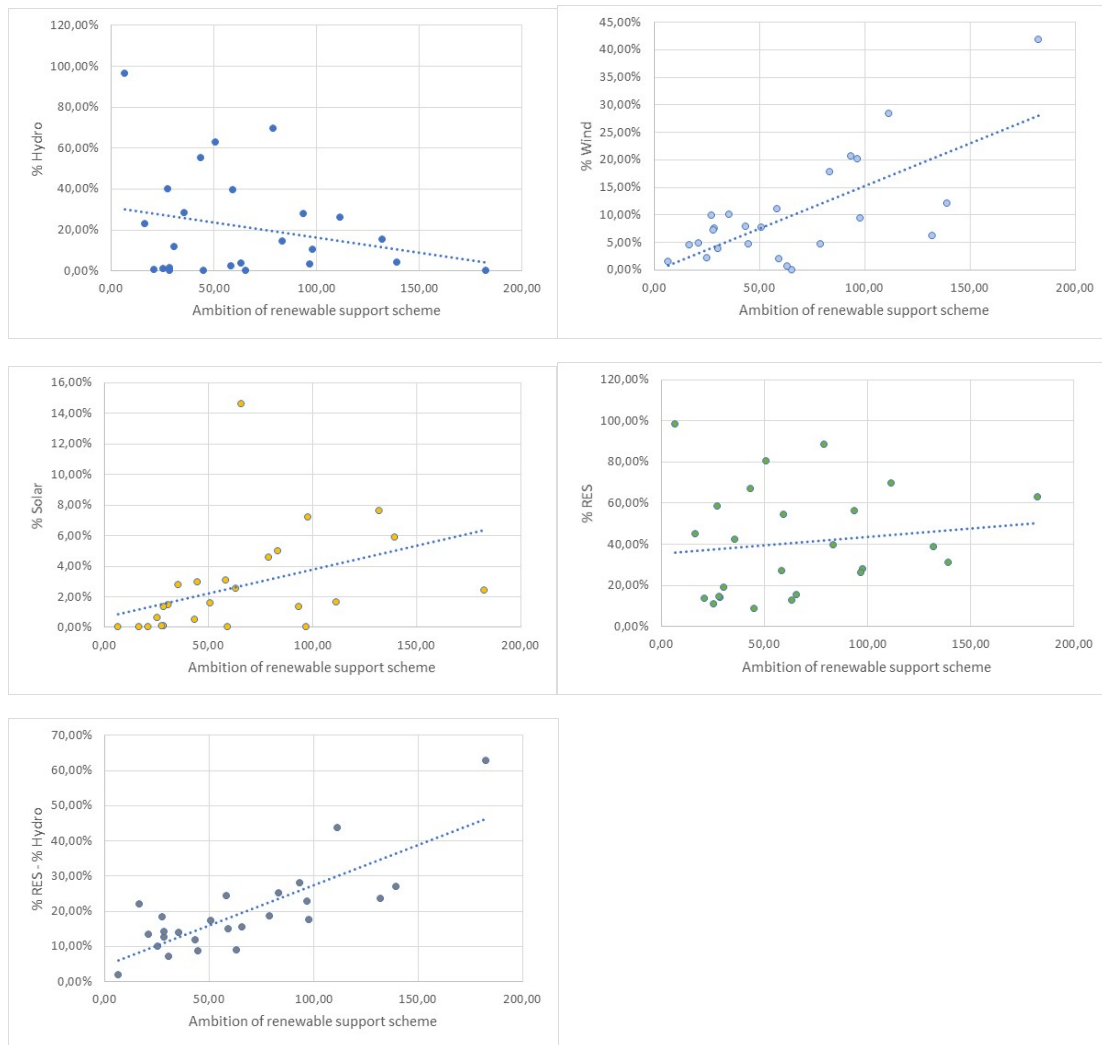 120,00%
100,00%
80,00%
60,00%
40,00%
20,00%
0,00%
% Hydro
0,00 50,00 100,00 150,00 200,00
Ambition of renewable support scheme
45,00%
40,00%
35,00%
30,00%
25,00%
20,00%
15,00%
10,00%
5,00%
0,00%
% Wind
0,00 50,00 100,00 150,00 200,00
Ambition of renewable support scheme
16,00%
14,00%
12,00%
10,00%
8,00%
6,00%
4,00%
2,00%
0,00%
% Solar
0,00 50,00 100,00 150,00 200,00
Ambition of renewable support scheme
120,00%
100,00%
80,00%
60,00%
40,00%
20,00%
0,00%
% RES
0,00 50,00 100,00 150,00 200,00
Ambition of renewable support scheme
70,00%
60,00%
50,00%
40,00%
30,00%
20,00%
10,00%
0,00%
% RES - % Hydro
0,00 50,00 100,00 150,00 200,00
Ambition of renewable support scheme